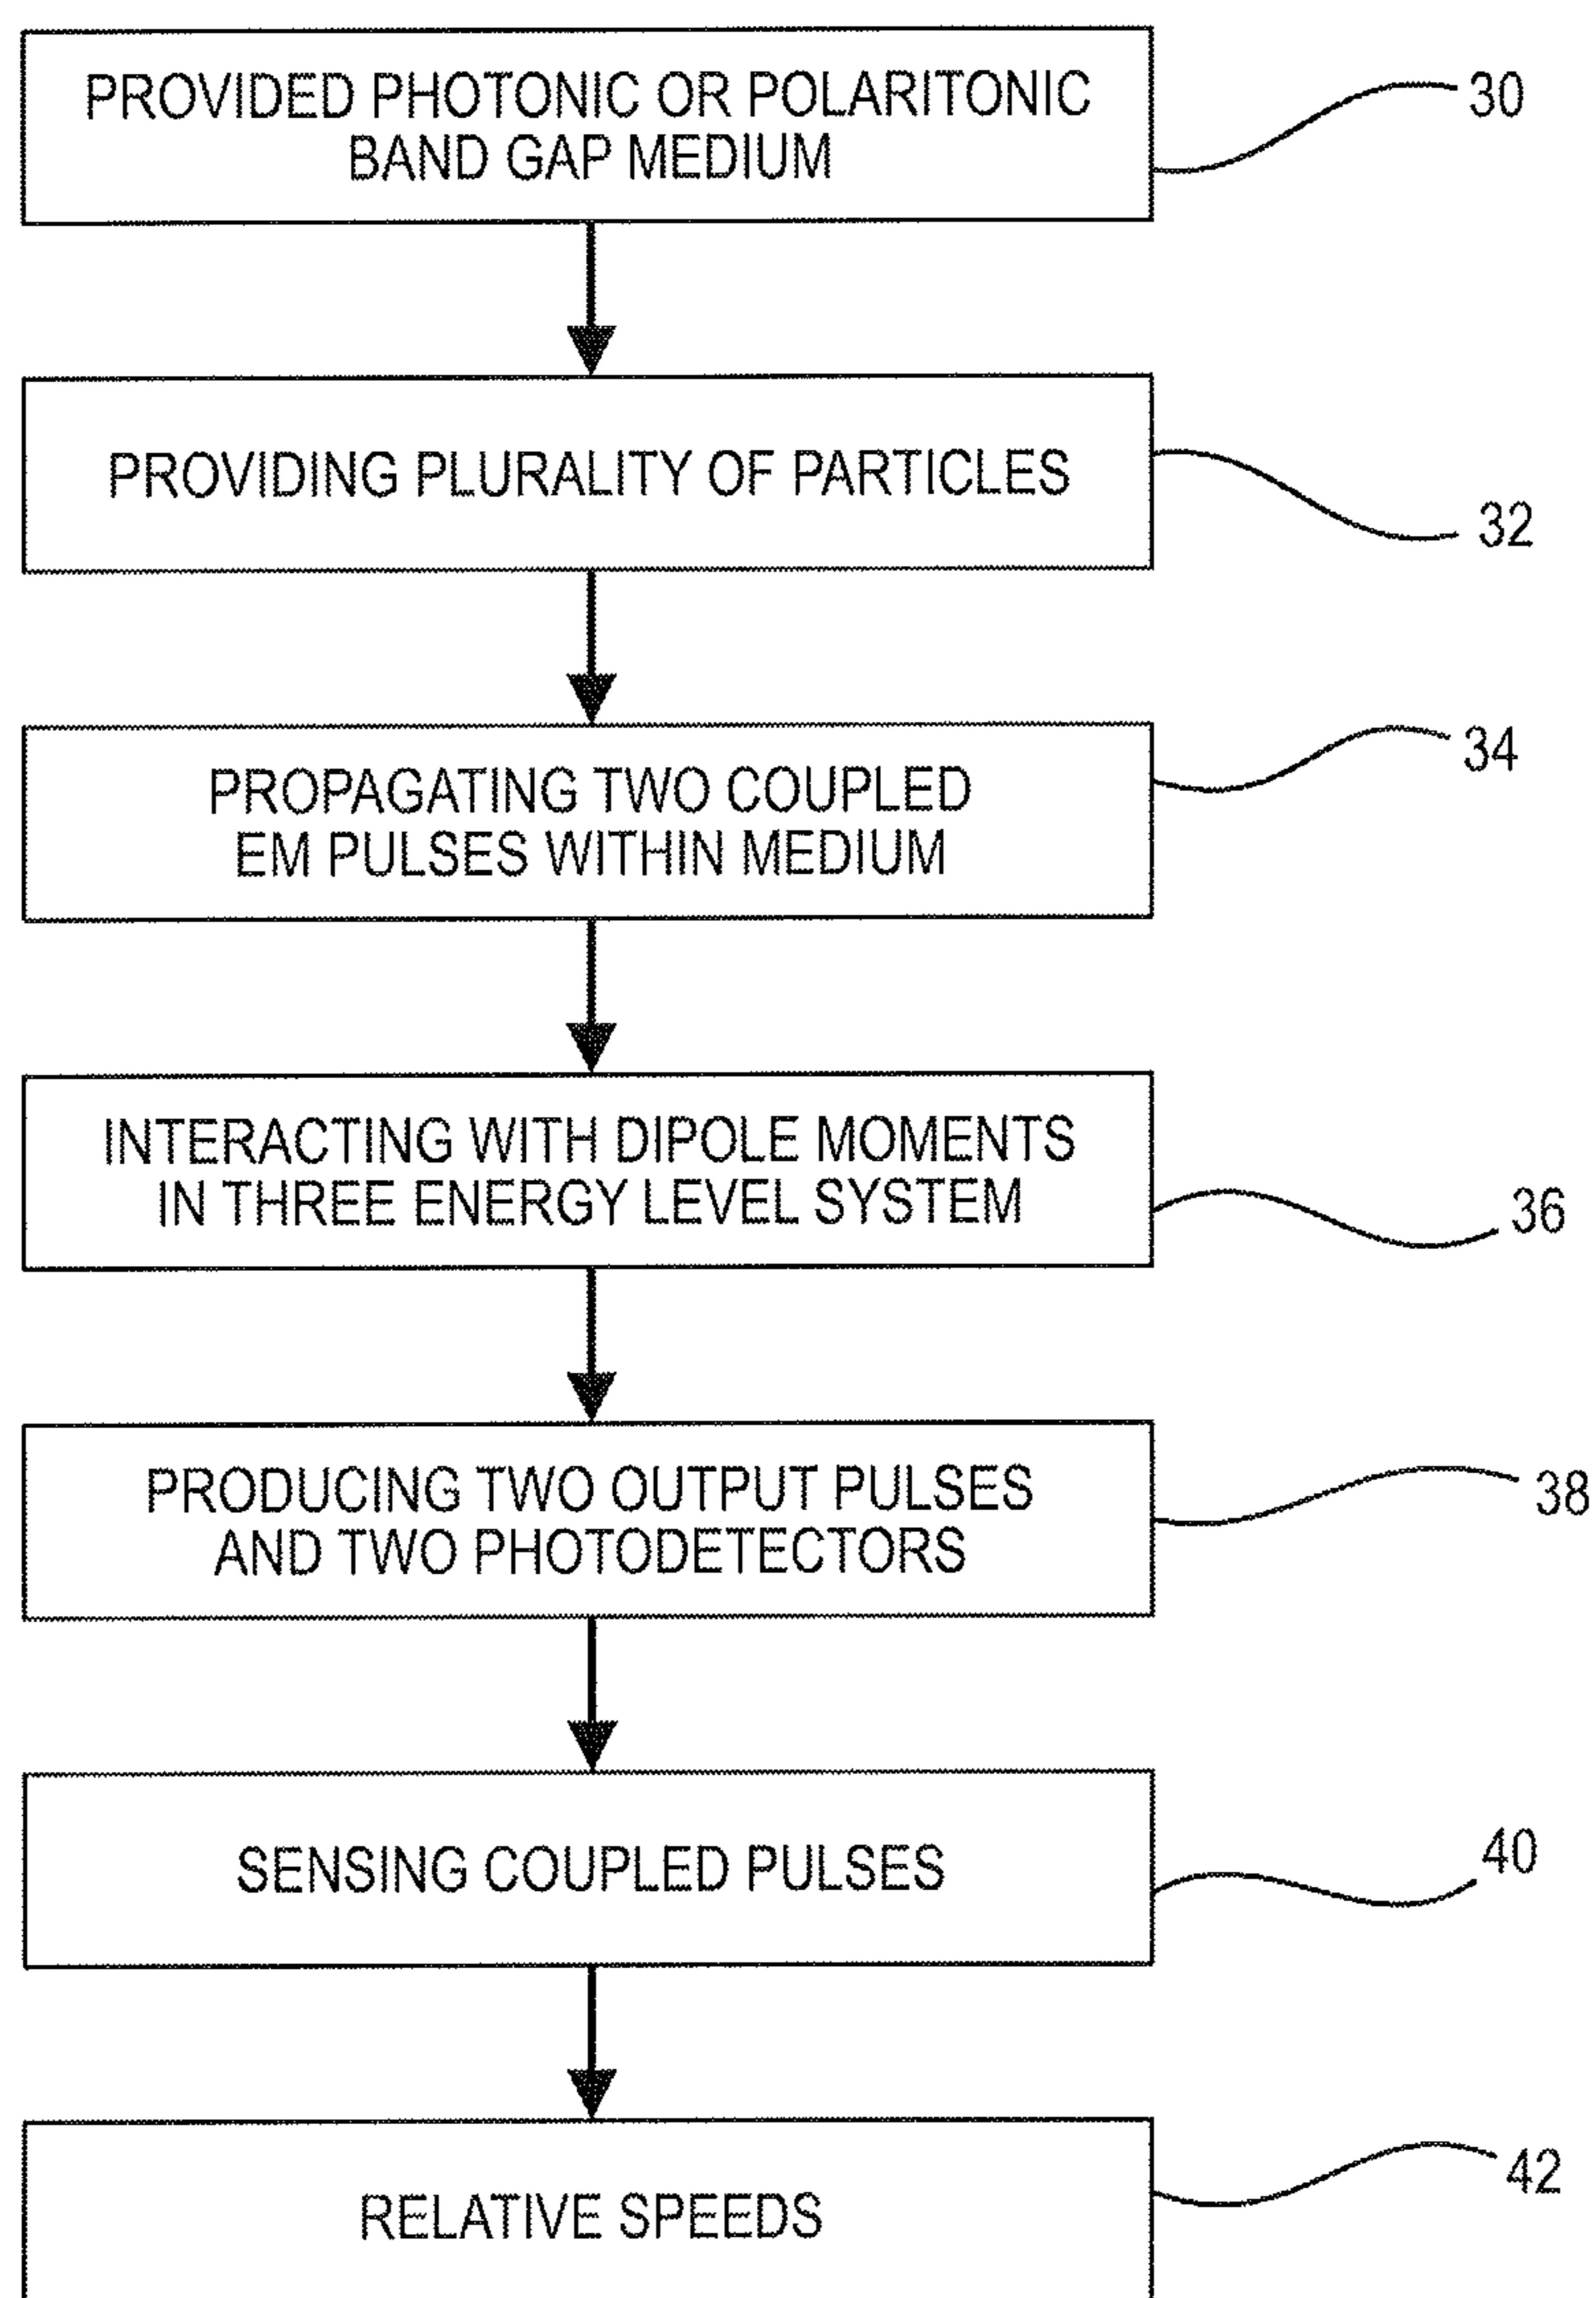 PROVIDED PHOTONIC OR POLARITONIC
BAND GAP MEDIUM
30
PROVIDING PLURALITY OF PARTICLES
32
PROPAGATING TWO COUPLED
EM PULSES WITHIN MEDIUM
34
INTERACTING WITH DIPOLE MOMENTS
IN THREE ENERGY LEVEL SYSTEM
36
PRODUCING TWO OUTPUT PULSES
AND TWO PHOTODETECTORS
38
SENSING COUPLED PULSES
40
RELATIVE SPEEDS
42